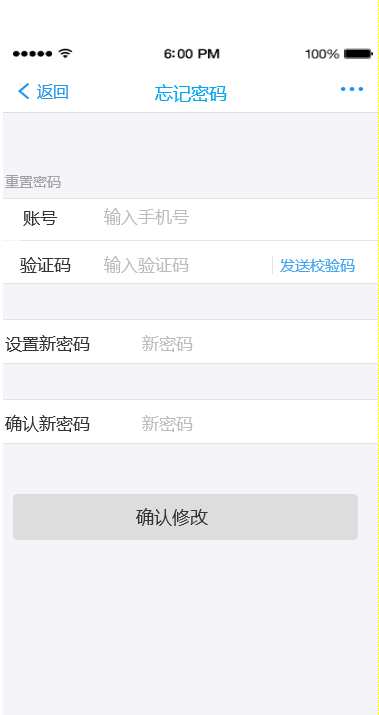 6:00 PM 100%
返回 忘记密码
重置密码
账号 输入手机号
验证码 输入验证码 发送校验码
设置新密码 新密码
确认新密码 新密码
确认修改